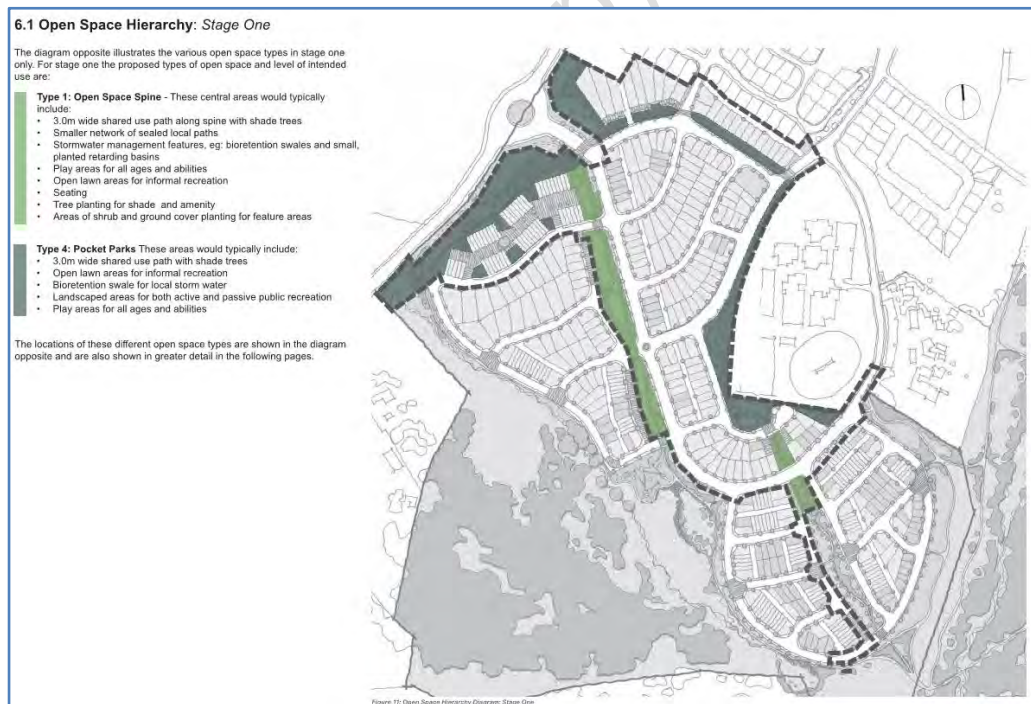 6.1 Open Space Hierarchy: Stage One
The diagram opposite illustrates the various open space types in stage one
only. For stage one the proposed types of open space and level of intended
use are:
Type 1: Open Space Spine - These central areas would typically
include:
• 3.0m wide shared use path along spine with shade trees
• Smaller network of sealed local paths
• Stormwater management features, eg: bioretention swales and small,
planted retarding basins
• Play areas for all ages and abilities
• Open lawn areas for informal recreation
• Seating
• Tree planting for shade and amenity
• Areas of shrub and ground cover planting for feature areas
Type 4: Pocket Parks These areas would typically include:
• 3.0m wide shared use path with shade trees
• Open lawn areas for informal recreation
• Bioretention swale for local storm water
• Landscaped areas for both active and passive public recreation
• Play areas for all ages and abilities
The locations of these different open space types are shown in the diagram
opposite and are also shown in greater detail in the following pages.
Figure 11: Open Space Hierarchy Diagram: Stage One